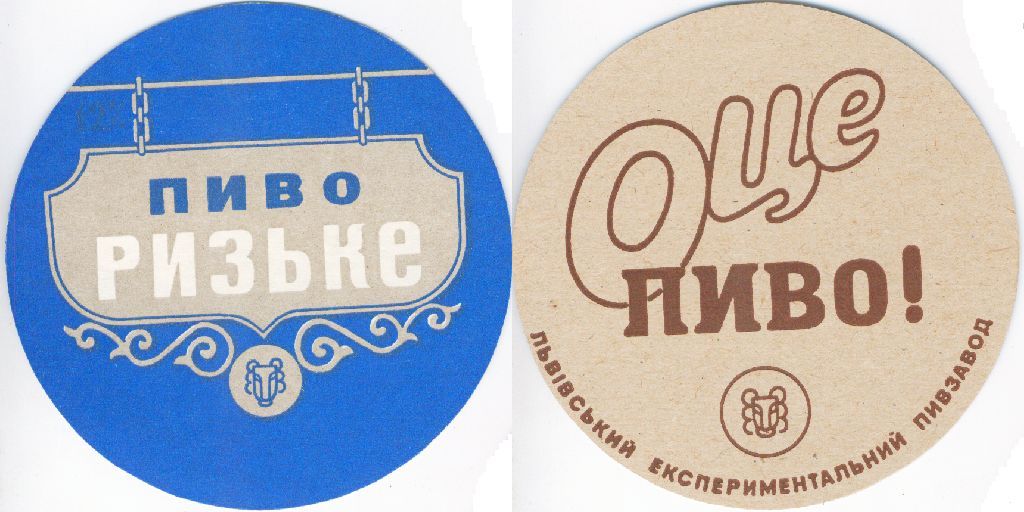 ПИВО
РИЗЬКЕ
Оце
ПИВО!
ЛЬВІВСЬКИЙ ЕКСПЕРИМЕНТАЛЬНИЙ ПИВЗАВОД